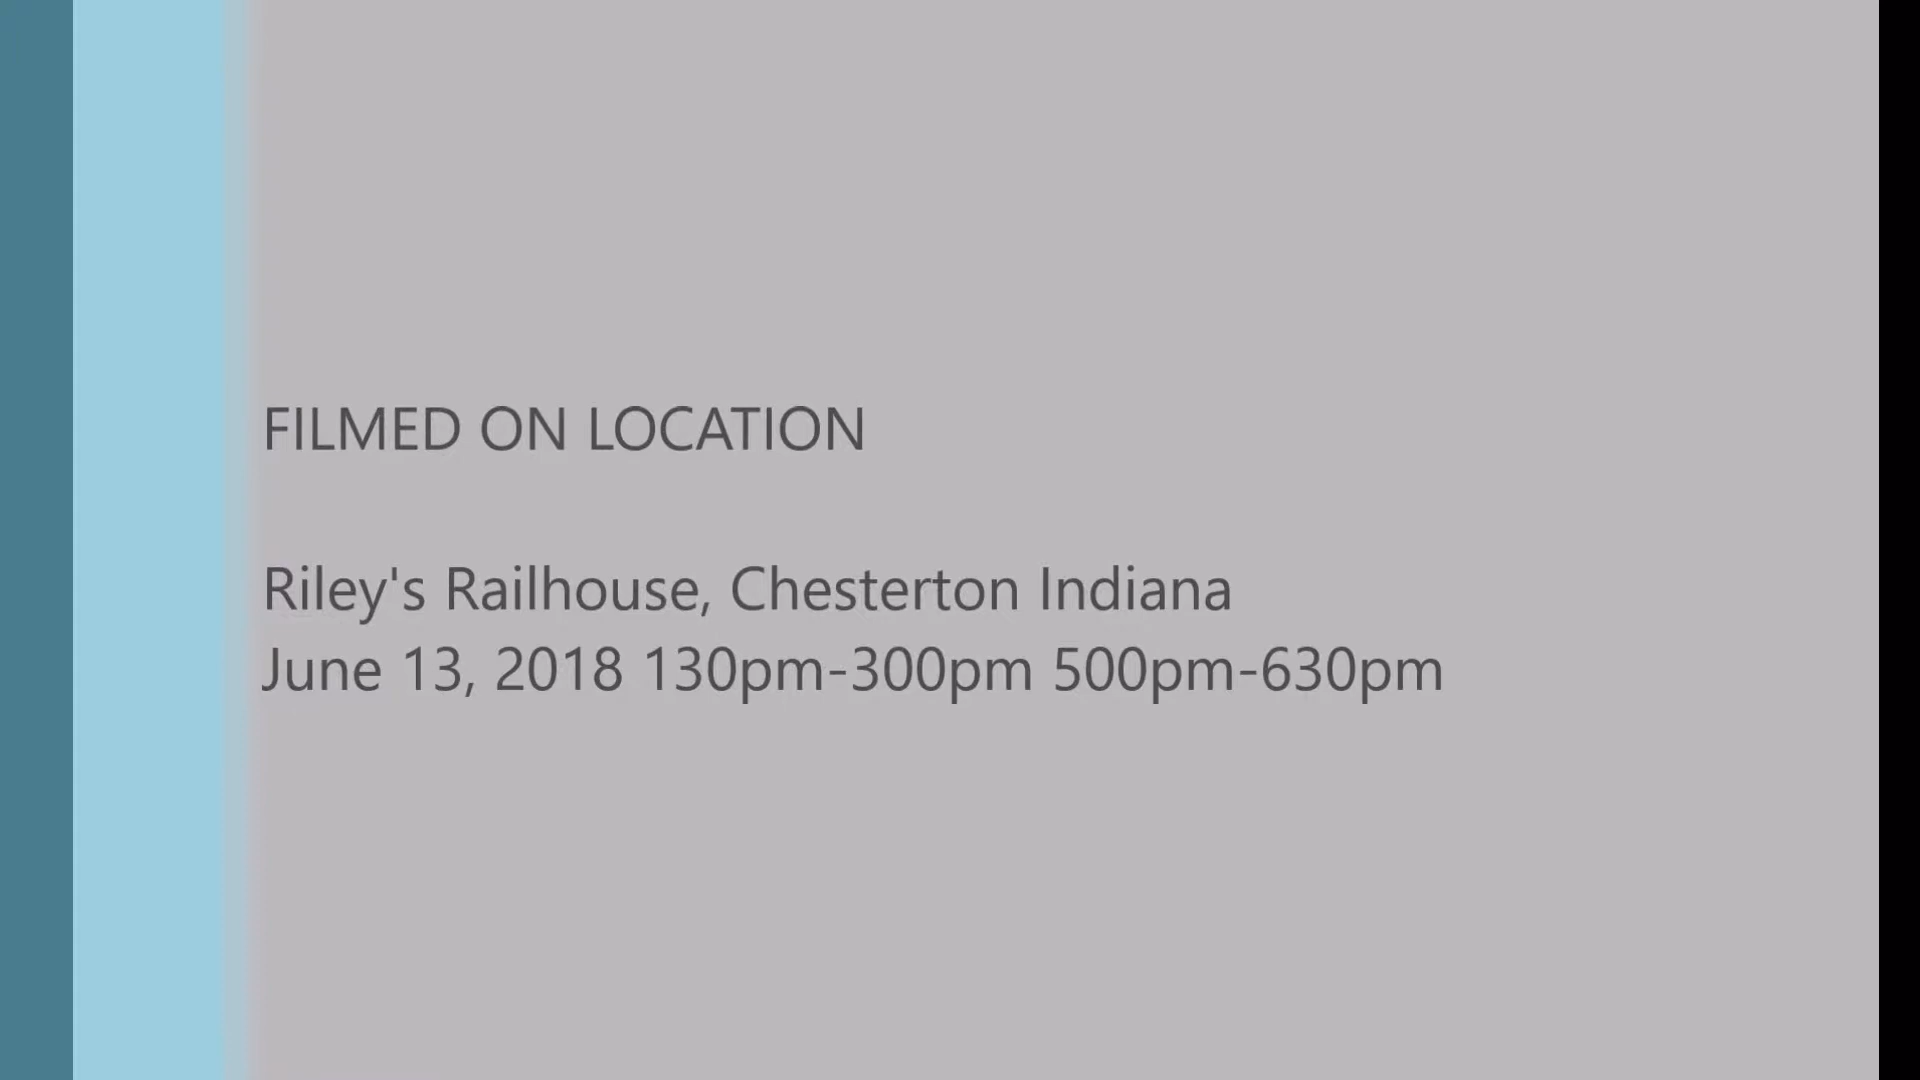 FILMED ON LOCATION
Riley's Railhouse, Chesterton Indiana
June 13, 2018 130pm-300pm 500pm-630pm